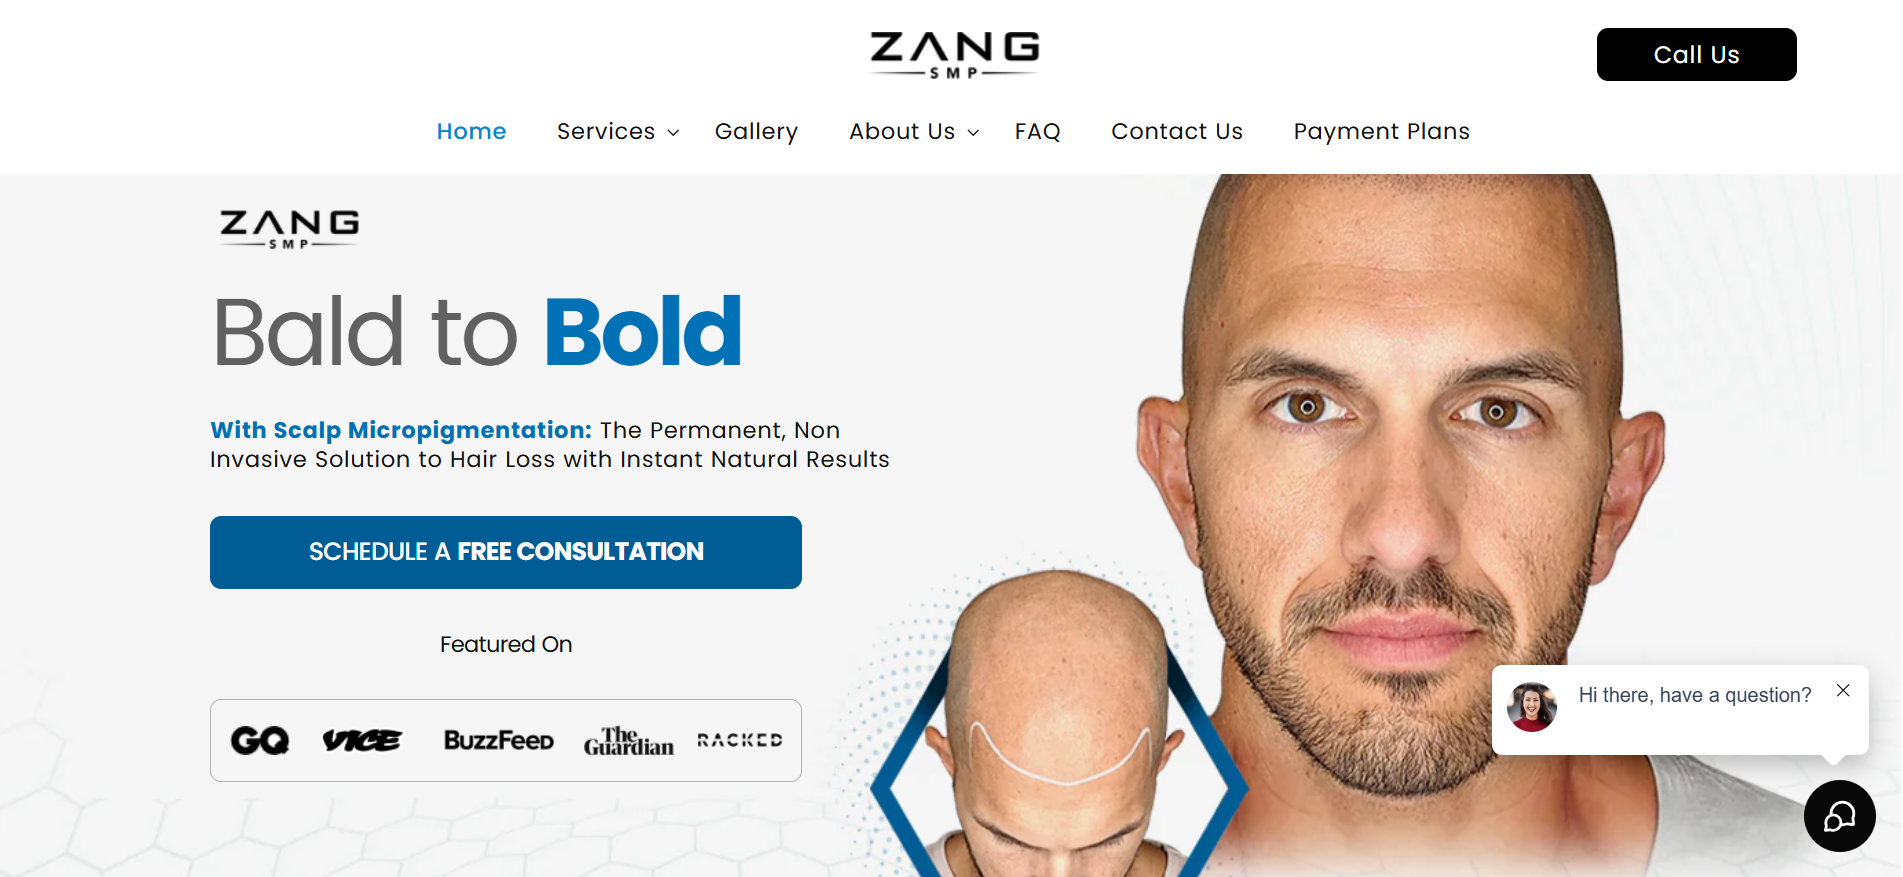 ZANG
SMP
Call Us
Home Services Gallery About Us FAQ Contact Us Payment Plans
ZANG
SMP
Bald to Bold
With Scalp Micropigmentation: The Permanent, Non
Invasive Solution to Hair Loss with Instant Natural Results
SCHEDULE A FREE CONSULTATION
Featured On
GQ VICE BuzzFeed The Guardian RACKED
Hi there, have a question?